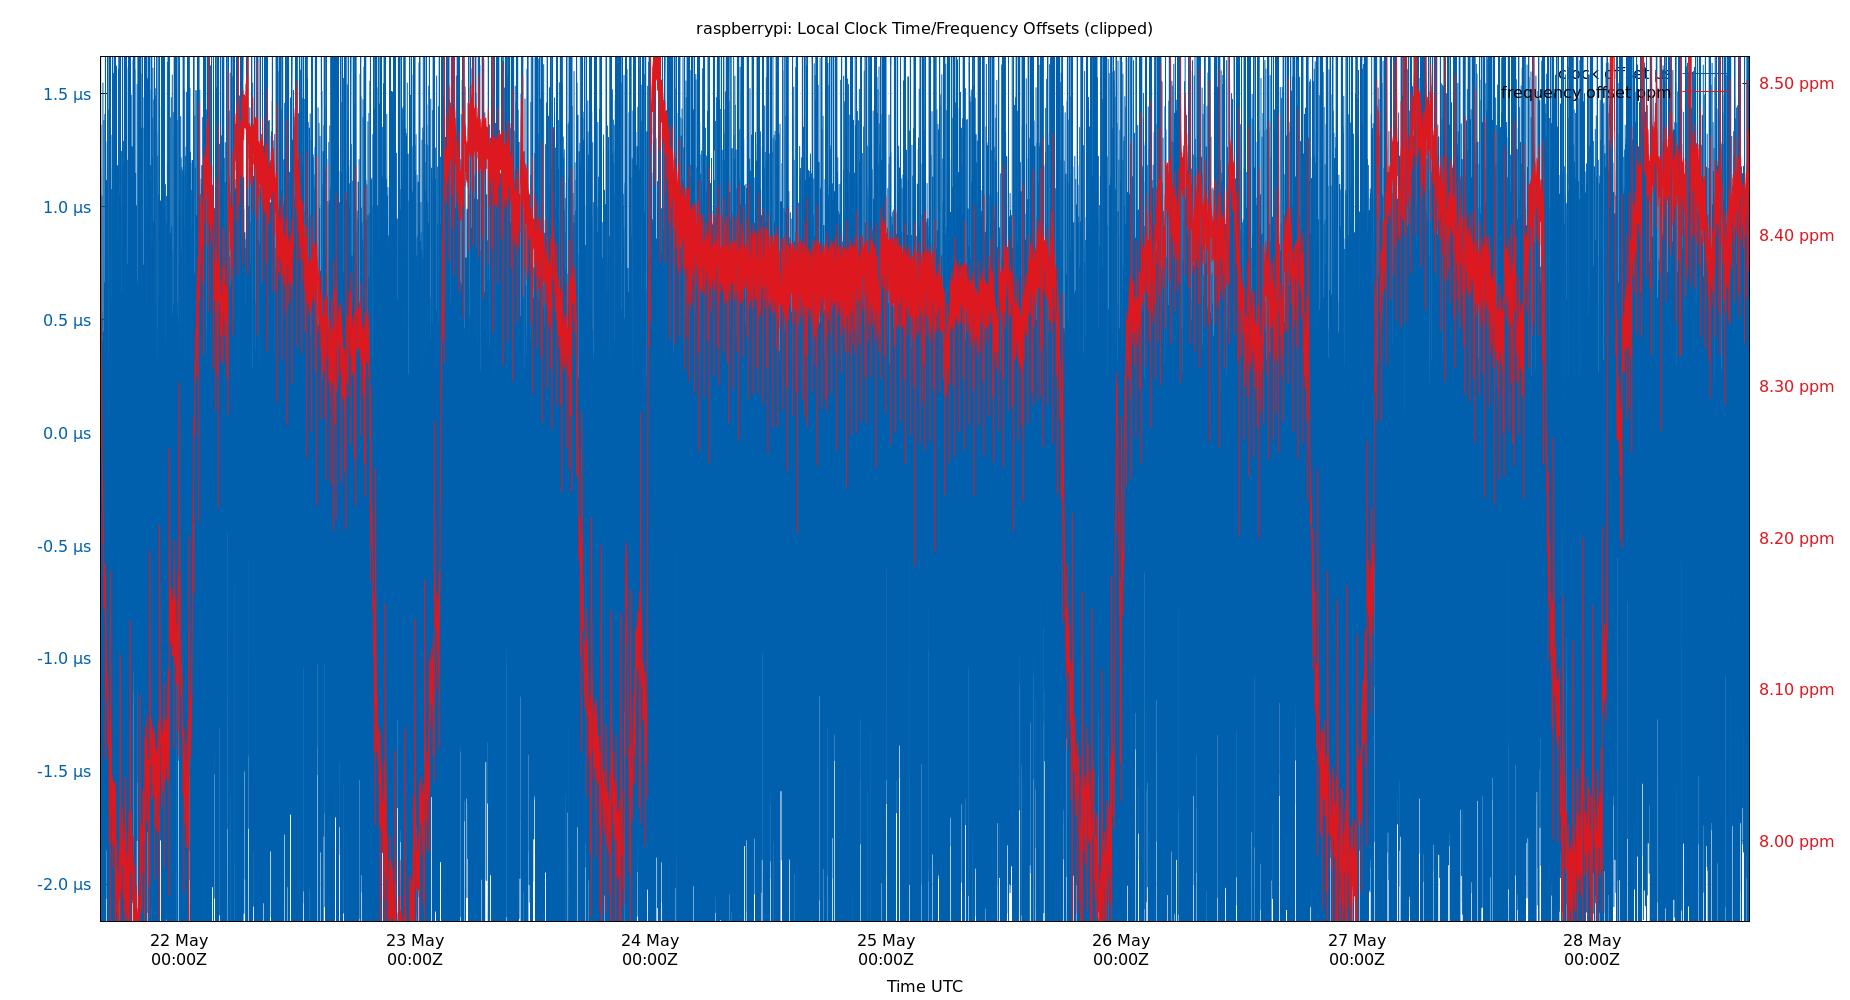 raspberrypi: Local Clock Time/Frequency Offsets (clipped)
clock offset µs
frequency offset ppm
1.5 µs
1.0 µs
0.5 µs
0.0 µs
-0.5 µs
-1.0 µs
-1.5 µs
-2.0 µs
8.50 ppm
8.40 ppm
8.30 ppm
8.20 ppm
8.10 ppm
8.00 ppm
22 May 23 May 24 May 25 May 26 May 27 May 28 May
00:00Z 00:00Z 00:00Z 00:00Z 00:00Z 00:00Z 00:00Z
Time UTC